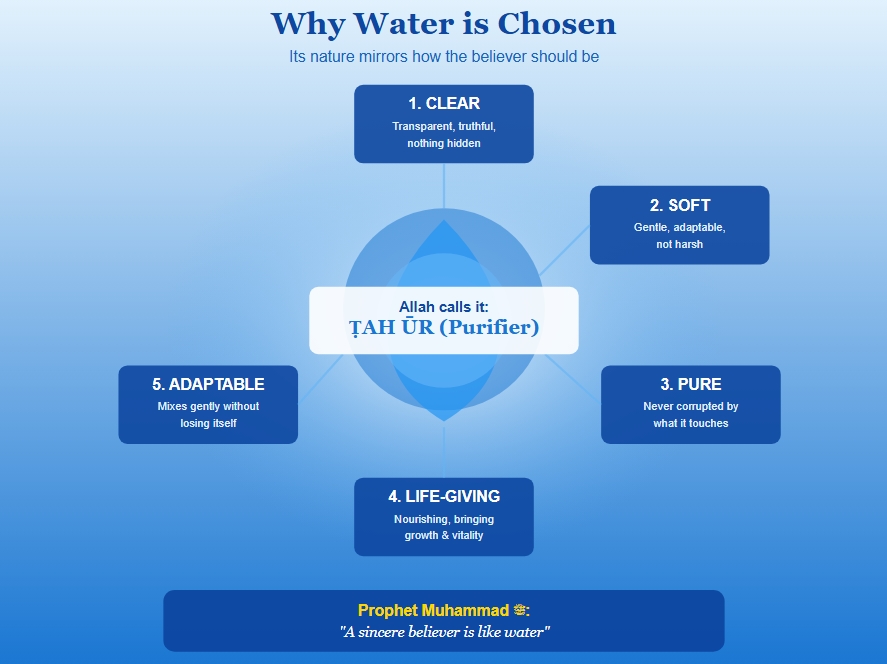 Why Water is Chosen
Its nature mirrors how the believer should be
1. CLEAR
Transparent, truthful,
nothing hidden
2. SOFT
Gentle, adaptable,
not harsh
Allah calls it:
ṬAH ŪR (Purifier)
3. PURE
Never corrupted by
what it touches
4. LIFE-GIVING
Nourishing, bringing
growth & vitality
5. ADAPTABLE
Mixes gently without
losing itself
Prophet Muhammad ﷺ:
"A sincere believer is like water"